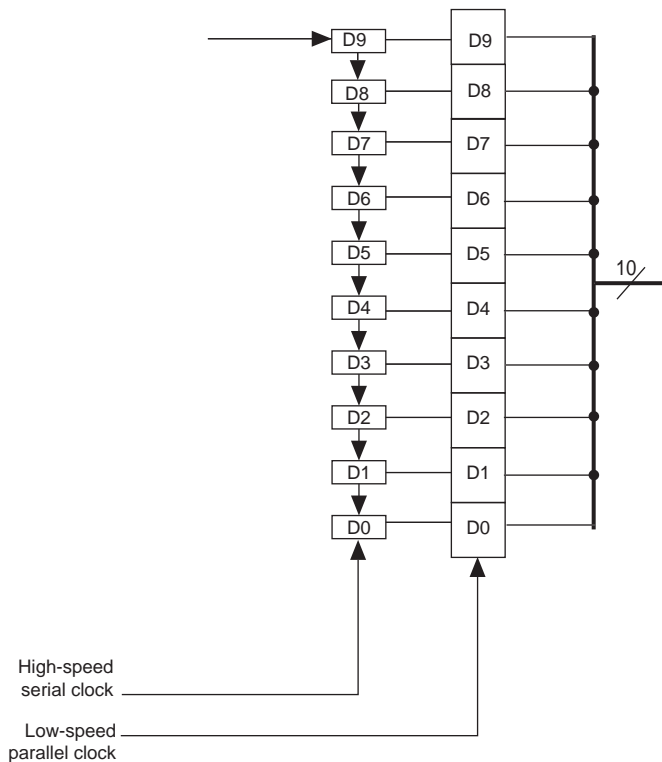 D9 D9
D8 D8
D7 D7
D6 D6
D5 D5
10
D4 D4
D3 D3
D2 D2
D1 D1
D0 D0
High-speed
serial clock
Low-speed
parallel clock